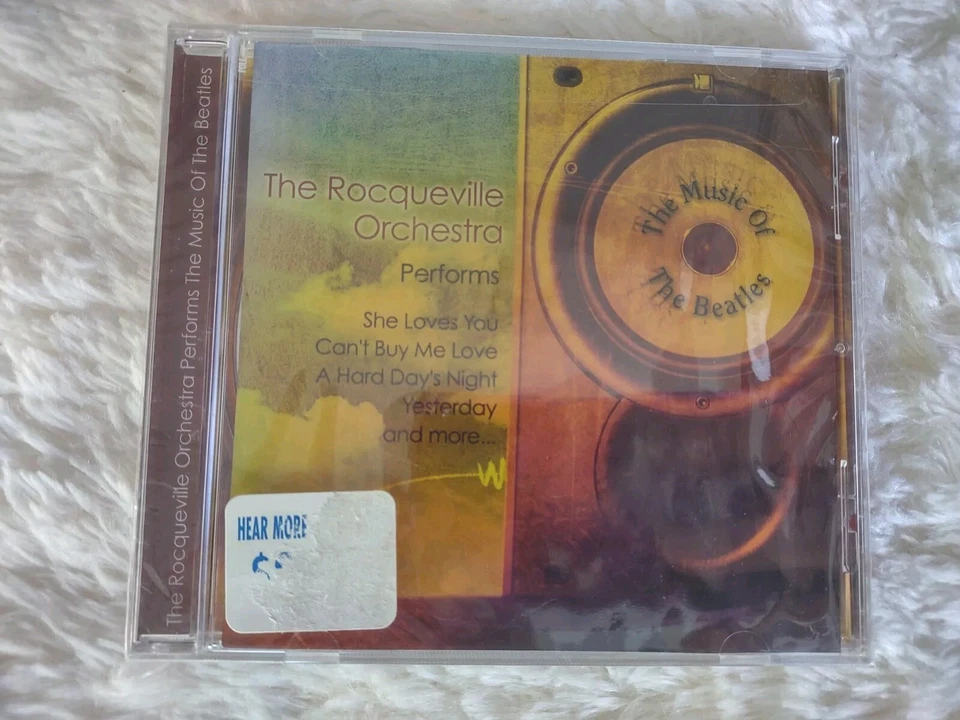 The Rocqueville Orchestra Performs The Music Of The Beatles
The Rocqueville
Orchestra
Performs
She Loves You
Can't Buy Me Love
A Hard Day's Night
Yesterday
and more...
The Music Of
The Beatles
HEAR MORE